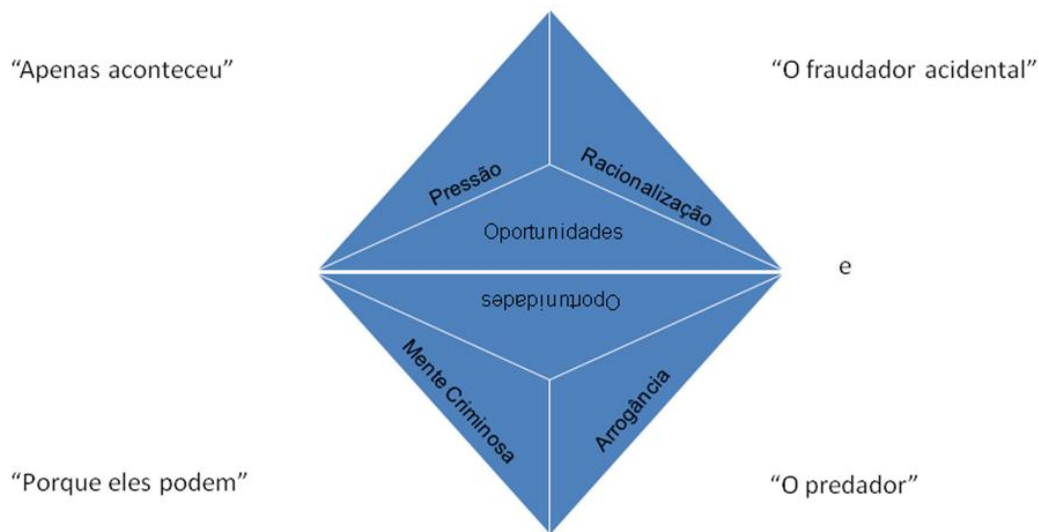 “Apenas aconteceu”
“O fraudador acidental”
Pressão
Racionalização
Oportunidades
e
Oportunidades
Mente Criminosa
Arrogância
“Porque eles podem”
“O predador”